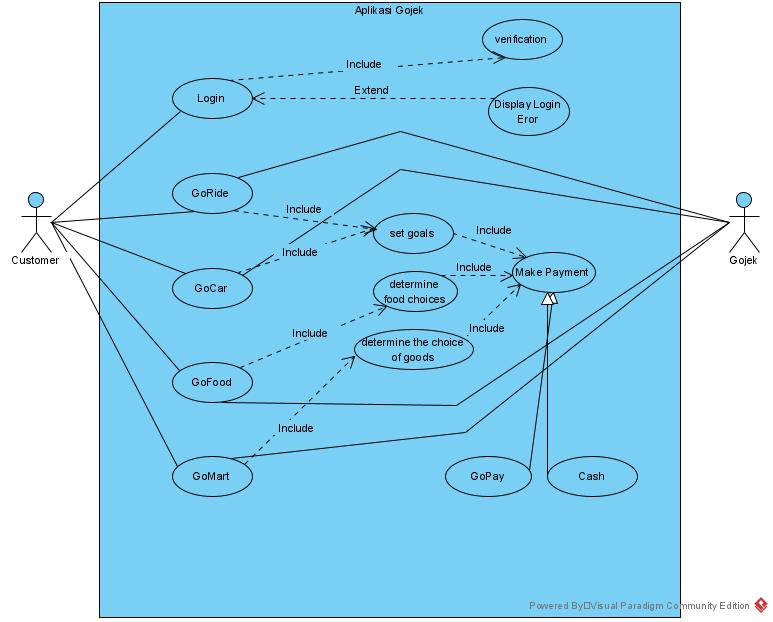 Aplikasi Gojek
verification
Include
Login
Extend
Display Login
Eror
GoRide
Include
set goals
Include
Include
Customer
Gojek
GoCar
Include
Make Payment
determine
food choices
Include
Include
determine the choice
of goods
GoFood
Include
GoMart
GoPay
Cash
Powered By Visual Paradigm Community Edition